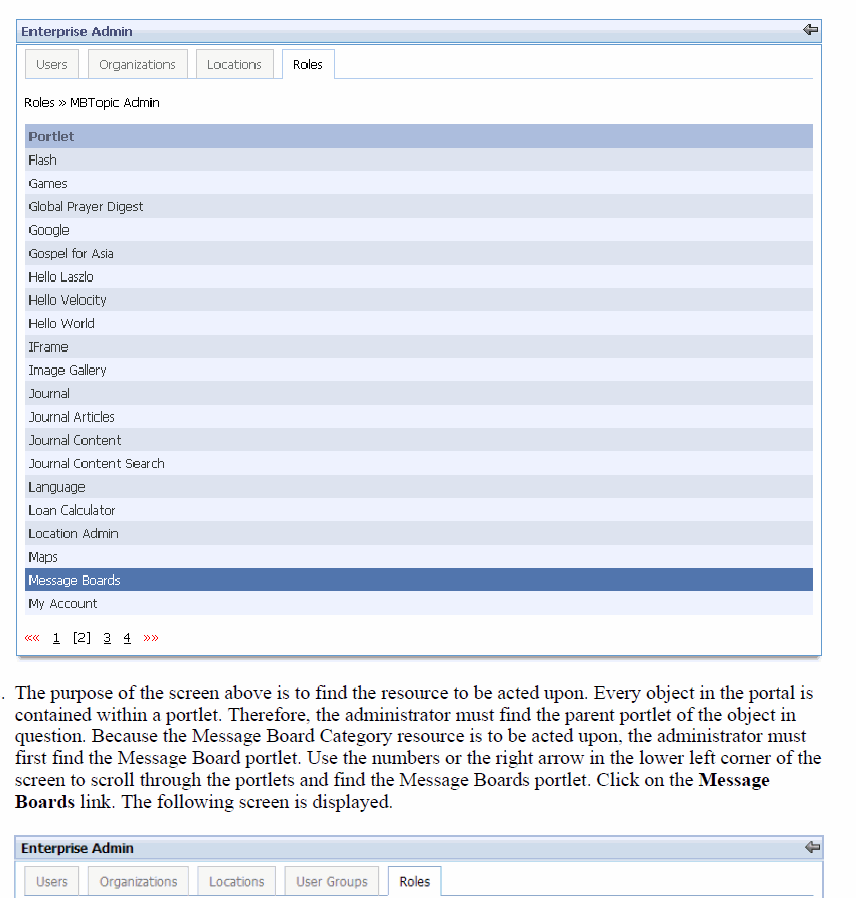 Enterprise Admin
Users Organizations Locations Roles
Roles » MBTopic Admin
Portlet
Flash
Games
Global Prayer Digest
Google
Gospel for Asia
Hello Laszlo
Hello Velocity
Hello World
IFrame
Image Gallery
Journal
Journal Articles
Journal Content
Journal Content Search
Language
Loan Calculator
Location Admin
Maps
Message Boards
My Account
«« 1 [2] 3 4 »»
. The purpose of the screen above is to find the resource to be acted upon. Every object in the portal is
contained within a portlet. Therefore, the administrator must find the parent portlet of the object in
question. Because the Message Board Category resource is to be acted upon, the administrator must
first find the Message Board portlet. Use the numbers or the right arrow in the lower left corner of the
screen to scroll through the portlets and find the Message Boards portlet. Click on the Message
Boards link. The following screen is displayed.
Enterprise Admin
Users Organizations Locations User Groups Roles